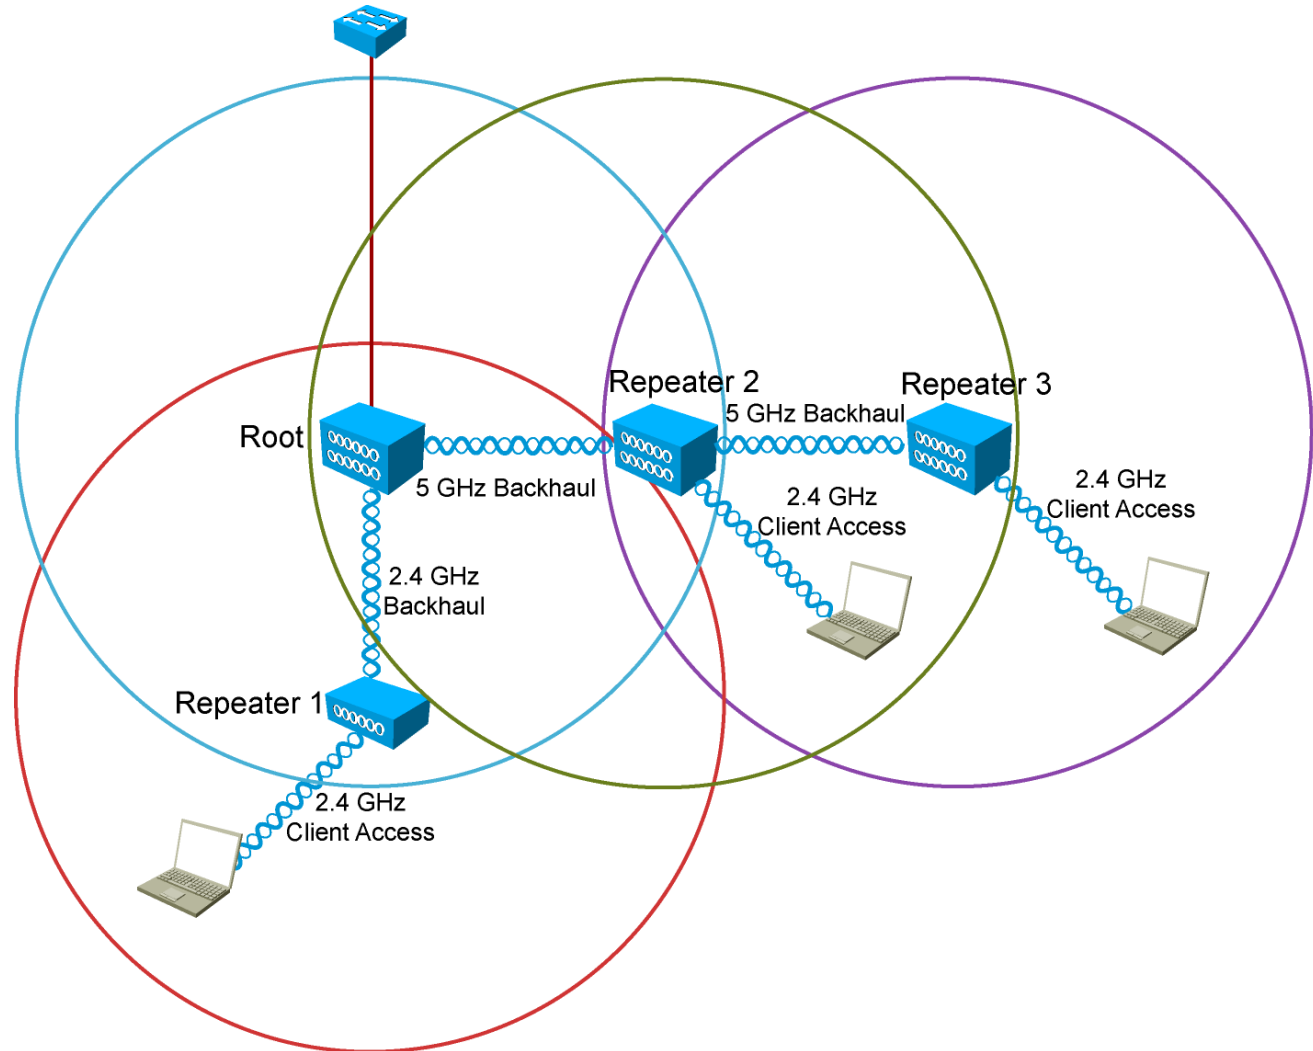 Repeater 2
Repeater 3
5 GHz Backhaul
Root
5 GHz Backhaul
2.4 GHz
Client Access
2.4 GHz
Client Access
2.4 GHz
Backhaul
Repeater 1
2.4 GHz
Client Access